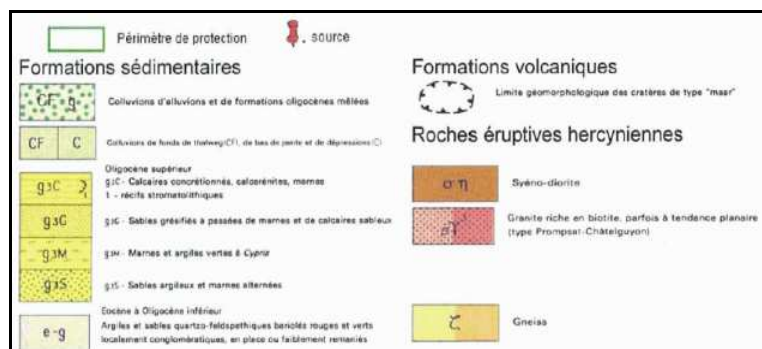 Périmètre de protection
. source
Formations sédimentaires
CF g
Colluvions d'alluvions et de formations oligocènes mêlées
CF C
Colluvions de fonds de thalweg (CF), de bas de pente et de dépressions (C)
Oligocène supérieur
g3C
g3C - Calcaires concrétionnés, calcarénites, marnes
1 - récifs stromatolithiques
g3G
g3G - Sables grésifiés à passées de marnes et de calcaires sableux
g3M
g3M - Marnes et argiles vertes à Cypris
g3S
g3S - Sables argileux et marnes alternées
Eocène à Oligocène inférieur
e-g
Argiles et sables quartzo-feldspathiques bariolés rouges et verts
localement conglomératiques, en place ou faiblement remaniés
Formations volcaniques
Limite géomorphologique des cratères de type "maar"
Roches éruptives hercyniennes
σ η
Syéno-diorite
Granite riche en biotite, parfois à tendance planaire
(type Prompsat-Châtelguyon)
ζ
Gneiss